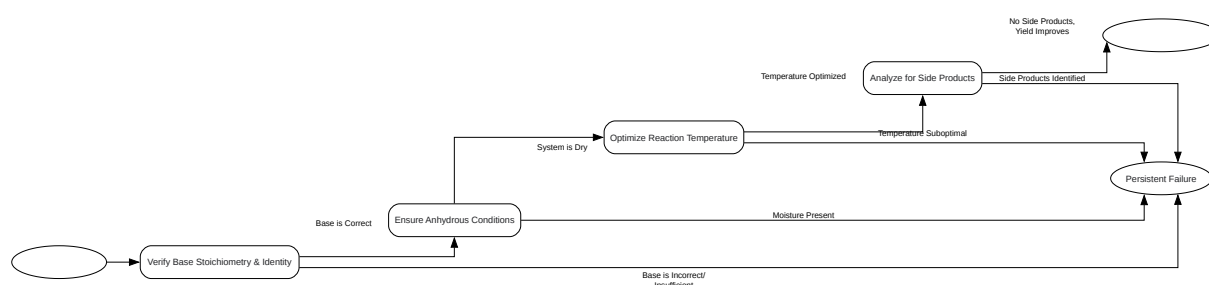 No Side Products,
Yield Improves
Temperature Optimized
Analyze for Side Products
Side Products Identified
Optimize Reaction Temperature
Temperature Suboptimal
System is Dry
Persistent Failure
Base is Correct
Ensure Anhydrous Conditions
Moisture Present
Verify Base Stoichiometry & Identity
Base is Incorrect/
Insufficient